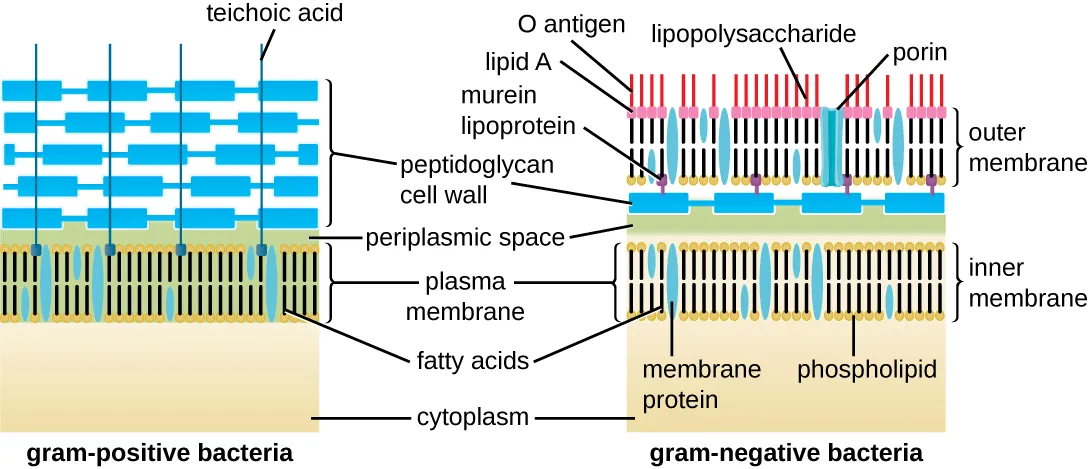 teichoic acid
O antigen
lipopolysaccharide
porin
lipid A
murein
lipoprotein
outer
membrane
peptidoglycan
cell wall
periplasmic space
plasma
membrane
inner
membrane
fatty acids
membrane
protein
phospholipid
cytoplasm
gram-positive bacteria
gram-negative bacteria